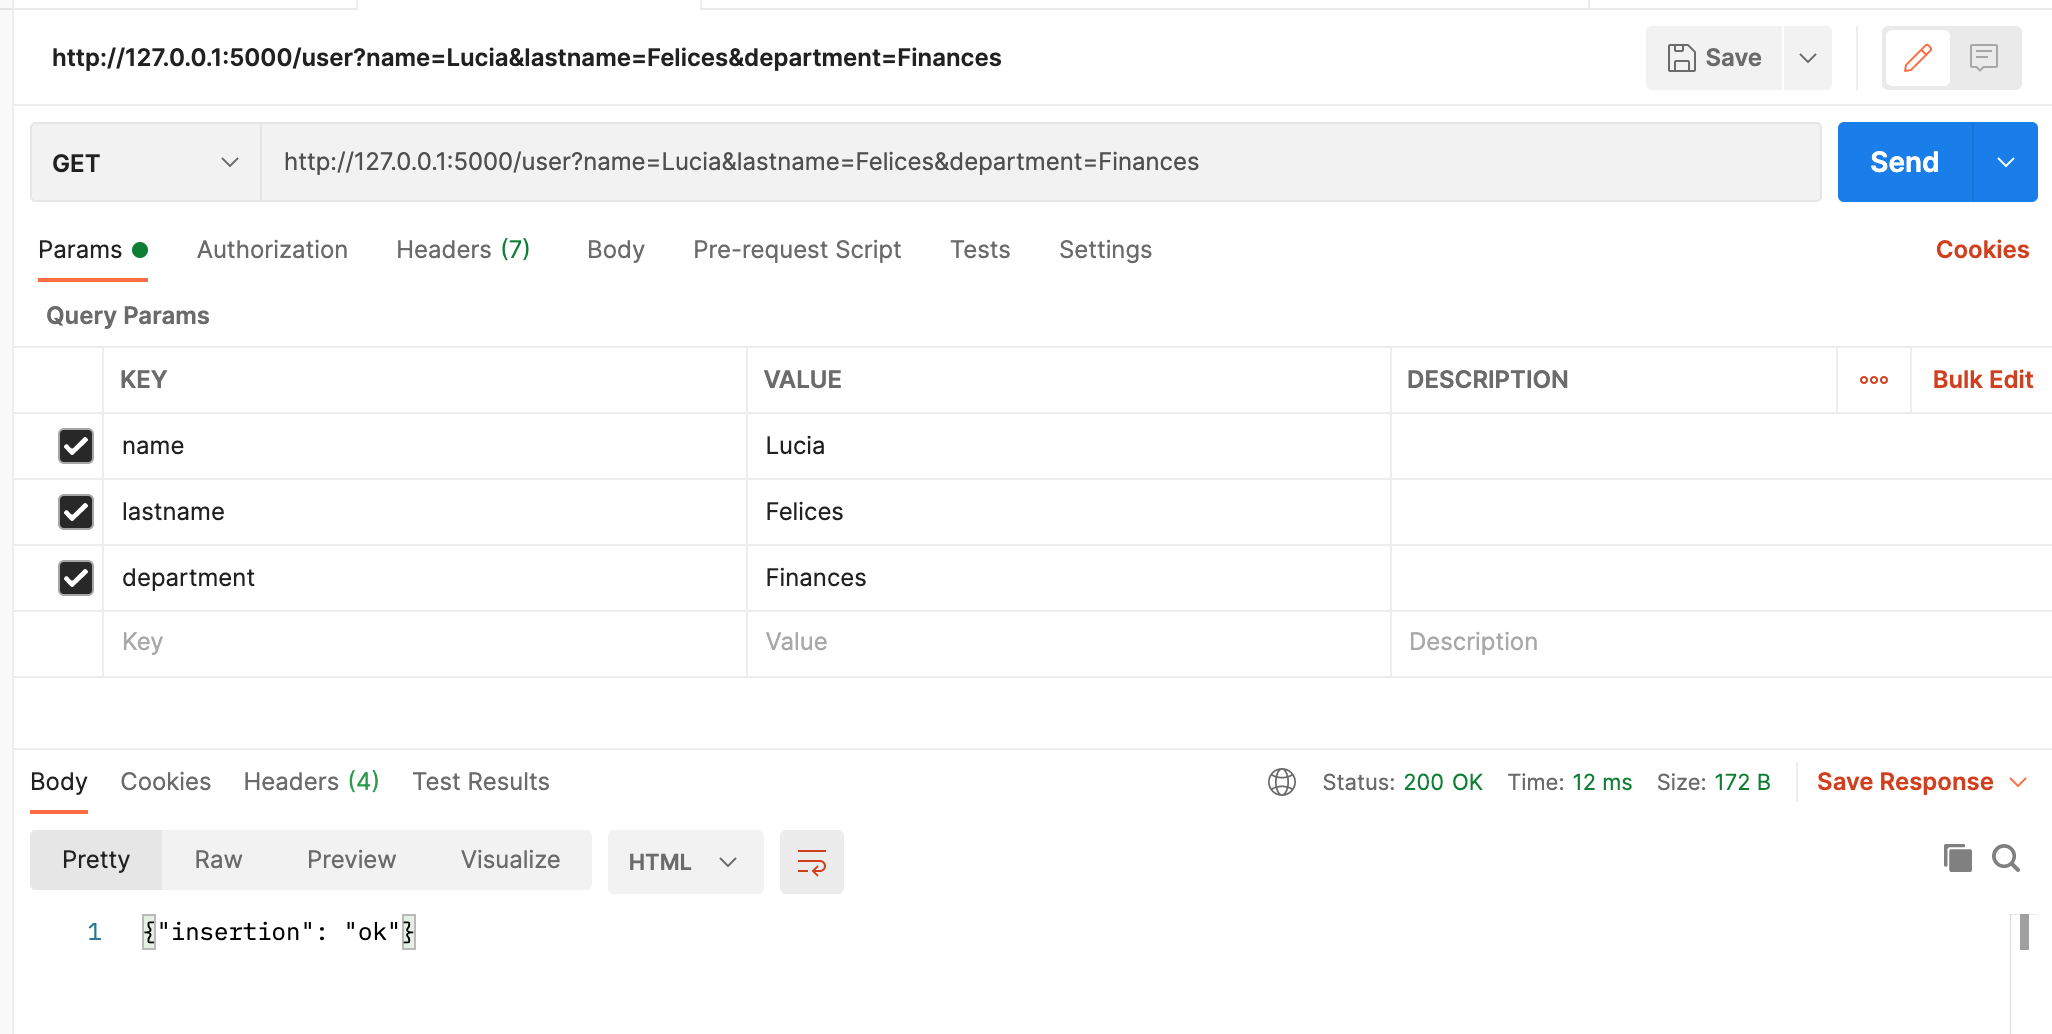 http://127.0.0.1:5000/user?name=Lucia&lastname=Felices&department=Finances
Save
GET http://127.0.0.1:5000/user?name=Lucia&lastname=Felices&department=Finances Send
Params Authorization Headers (7) Body Pre-request Script Tests Settings Cookies
Query Params
KEY VALUE DESCRIPTION ooo Bulk Edit
name Lucia
lastname Felices
department Finances
Key Value Description
Body Cookies Headers (4) Test Results Status: 200 OK Time: 12 ms Size: 172 B Save Response
Pretty Raw Preview Visualize HTML
1 {"insertion": "ok"}